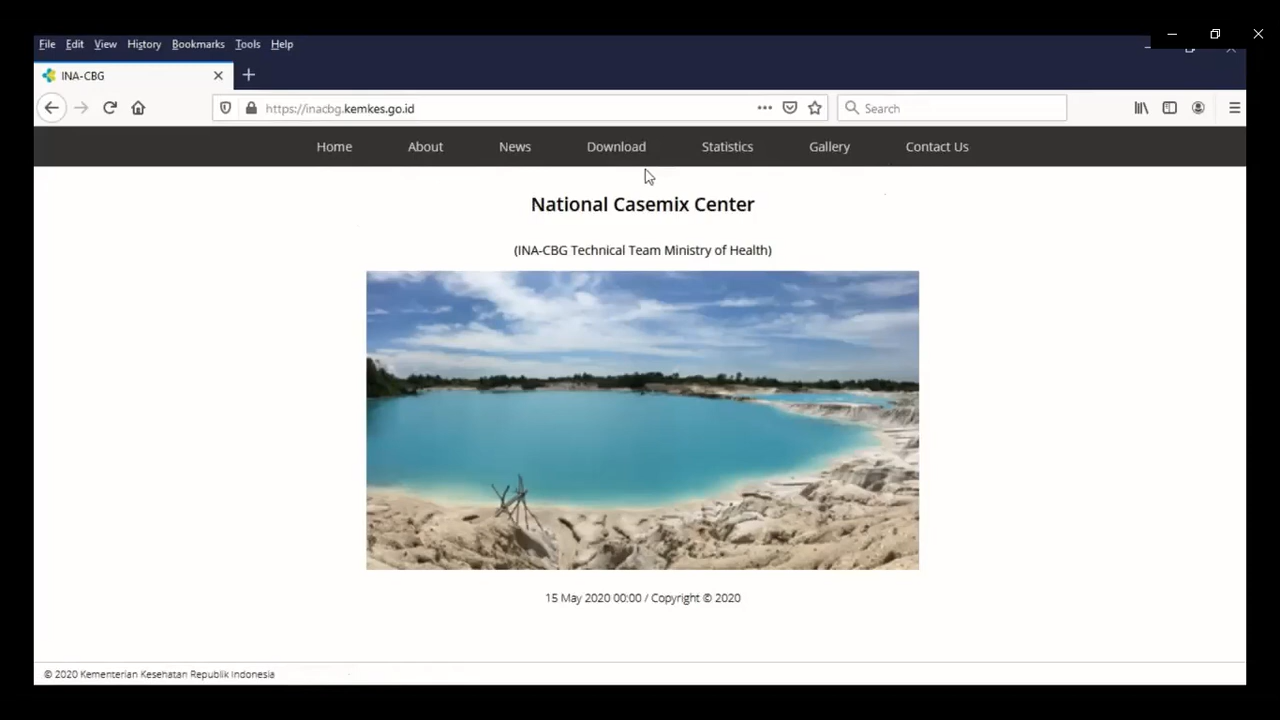 File Edit View History Bookmarks Tools Help
INA-CBG
https://inacbg.kemkes.go.id
Search
Home About News Download Statistics Gallery Contact Us
National Casemix Center
(INA-CBG Technical Team Ministry of Health)
15 May 2020 00:00 / Copyright © 2020
© 2020 Kementerian Kesehatan Republik Indonesia